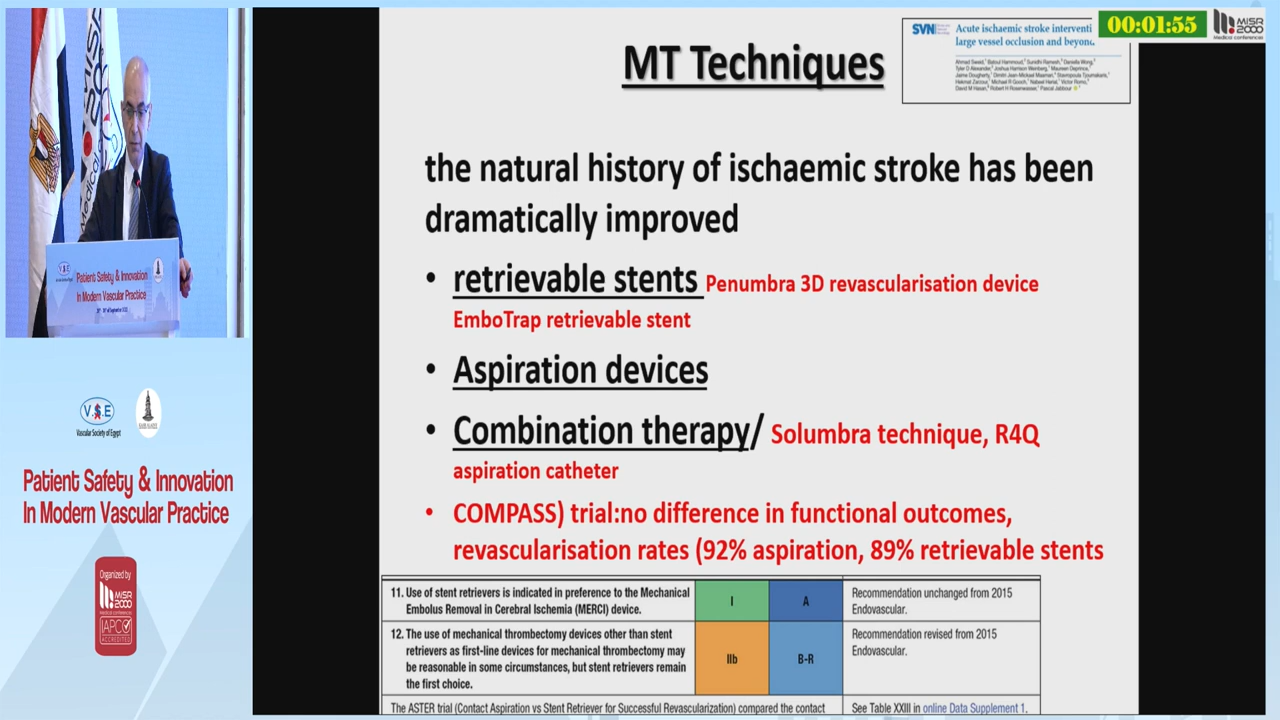 00:01:55
MISR
2000
Medical conferences
SVN
Acute ischaemic stroke interventi
large vessel occlusion and beyond
MT Techniques
the natural history of ischaemic stroke has been
dramatically improved
• retrievable stents Penumbra 3D revascularisation device
EmboTrap retrievable stent
• Aspiration devices
• Combination therapy/ Solumbra technique, R4Q
aspiration catheter
• COMPASS) trial:no difference in functional outcomes,
revascularisation rates (92% aspiration, 89% retrievable stents
11. Use of stent retrievers is indicated in preference to the Mechanical
Embolus Removal in Cerebral Ischemia (MERCI) device.
I
A
Recommendation unchanged from 2015
Endovascular.
12. The use of mechanical thrombectomy devices other than stent
retrievers as first-line devices for mechanical thrombectomy may
be reasonable in some circumstances, but stent retrievers remain
the first choice.
IIb
B-R
Recommendation revised from 2015
Endovascular.
The ASTER trial (Contact Aspiration vs Stent Retriever for Successful Revascularization) compared the contact
See Table XXIII in online Data Supplement 1.
Patient Safety & Innovation
In Modern Vascular Practice
V.S.E
Vascular Society of Egypt
Patient Safety & Innovation
In Modern Vascular Practice
Organized by
MISR
2000
IAPCO
ACCREDITED